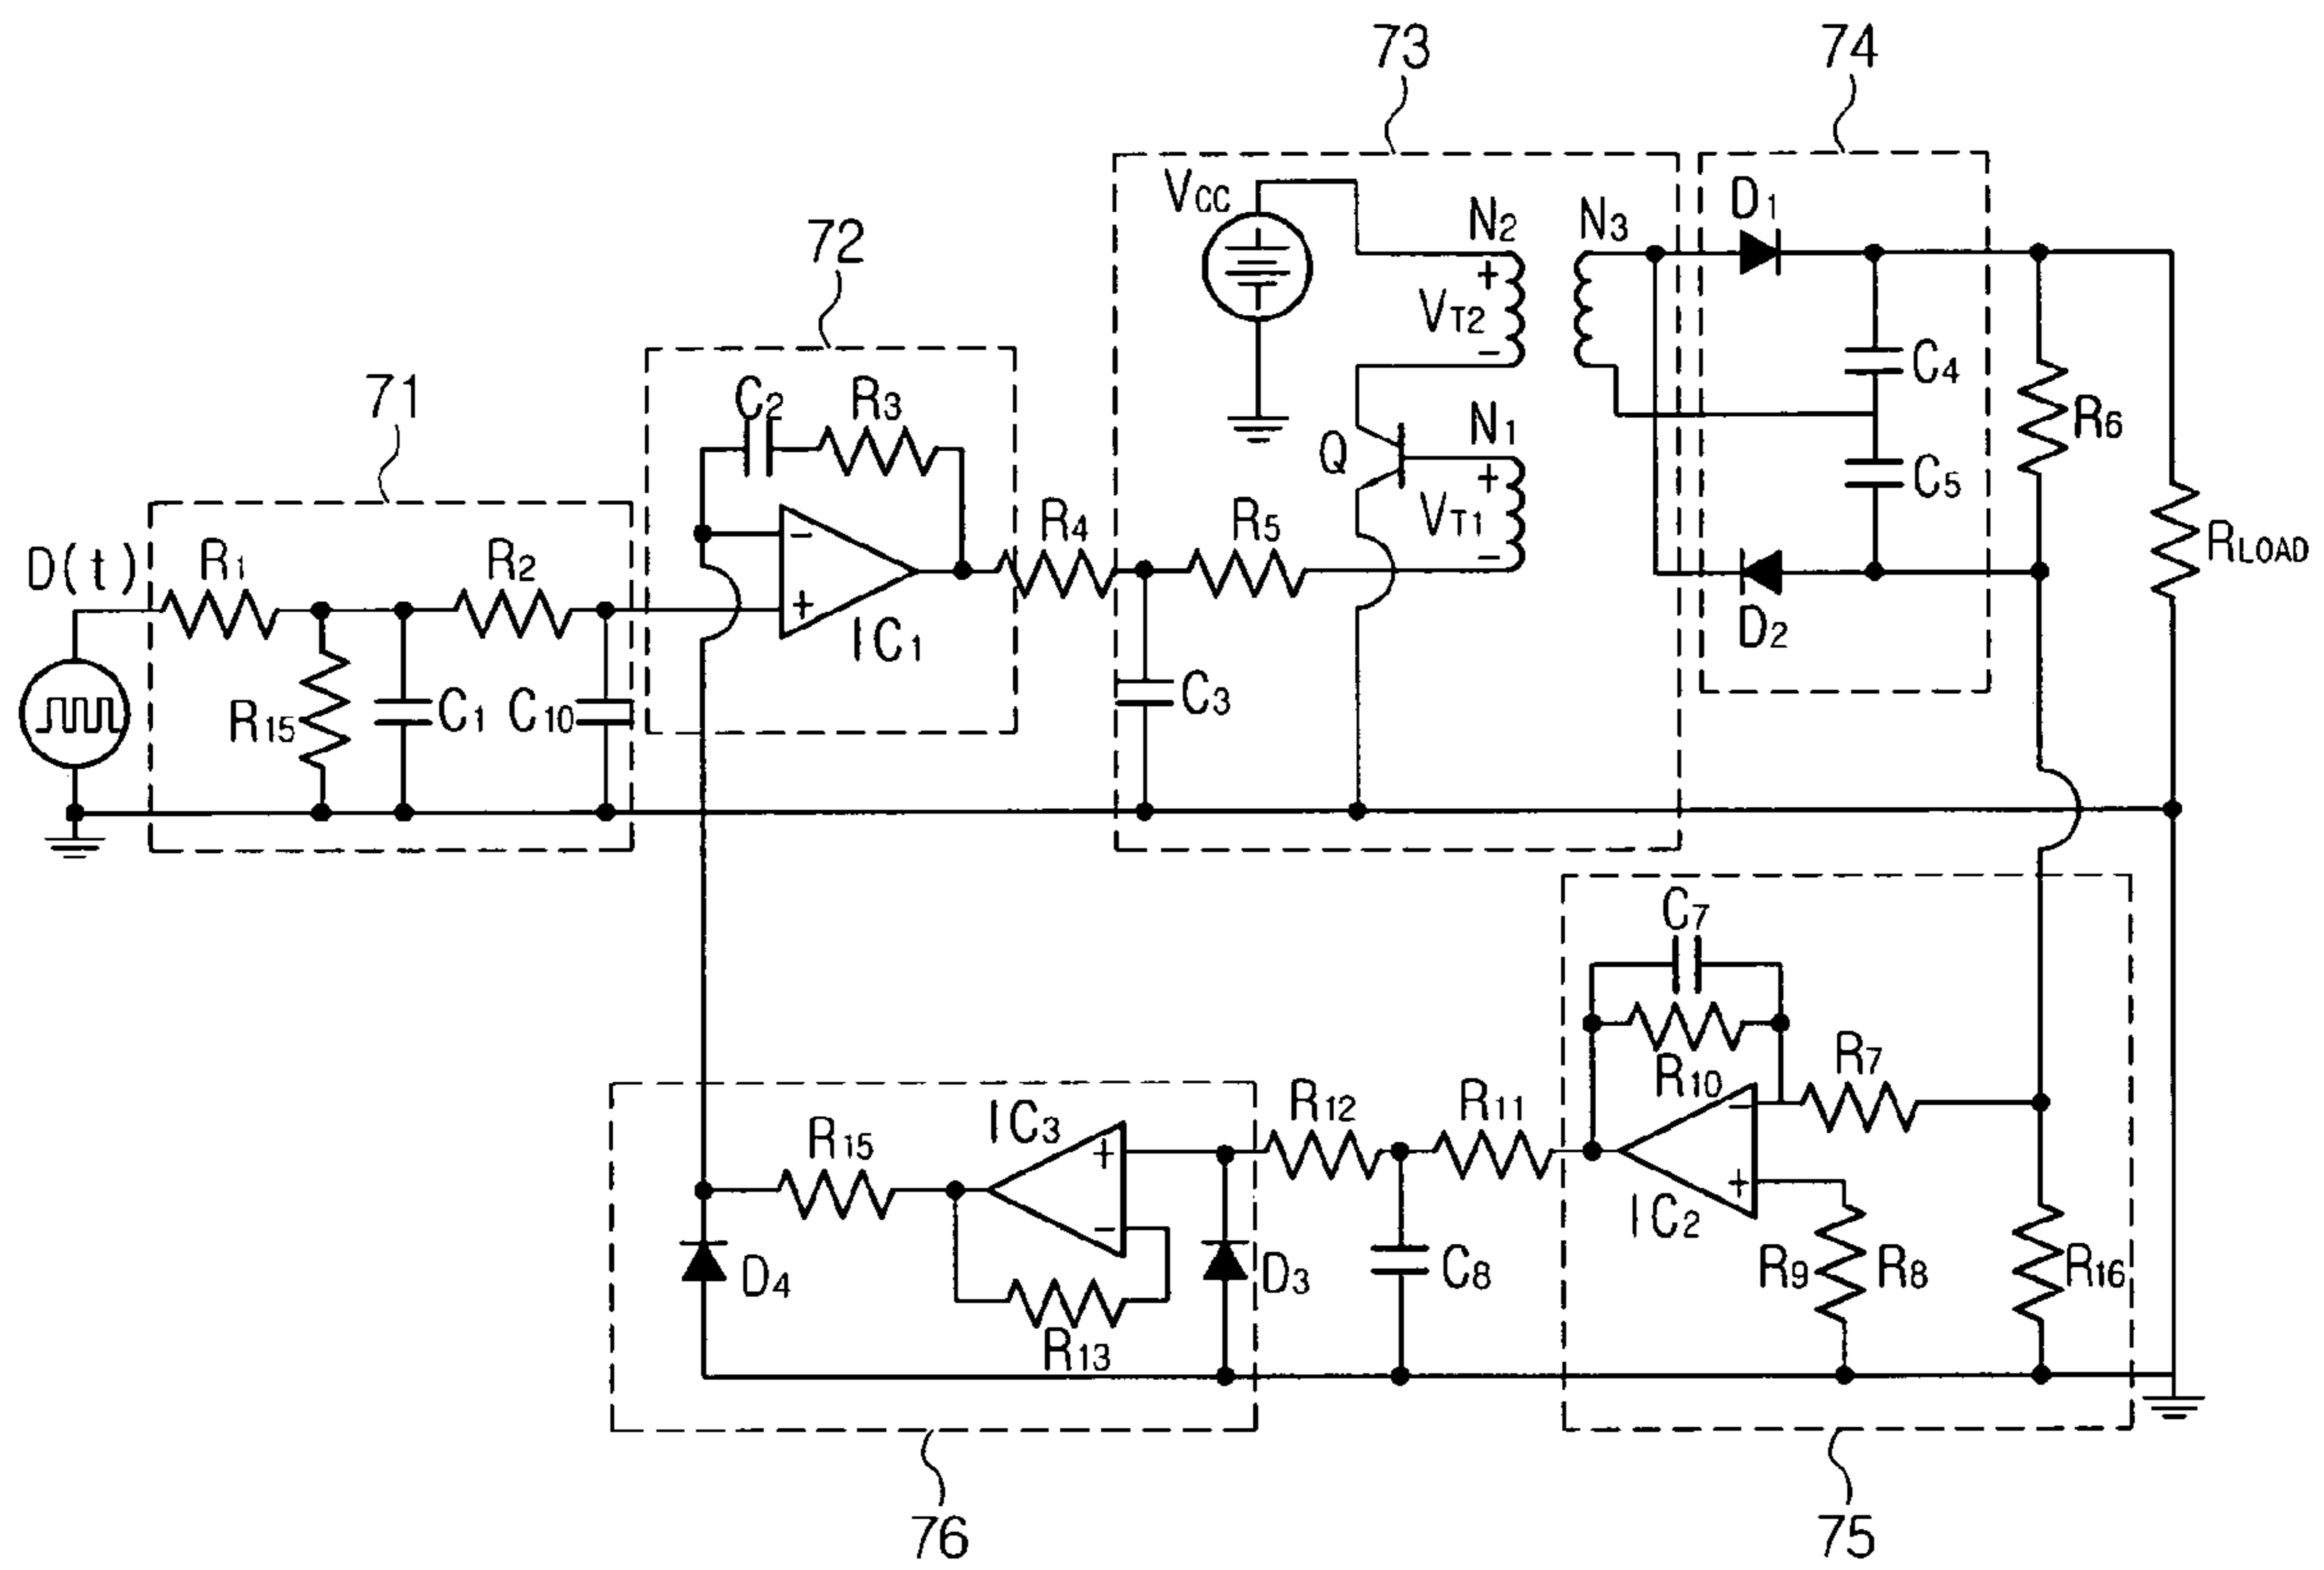 73
74
VCC
N2
N3
D1
72
+
VT2
−
C4
71
C2
R3
Q
N1
R6
+
C5
VT1
R4
R5
−
RLOAD
D(t)
R1
R2
−
+
IC1
D2
R15
C1
C10
C3
C7
R10
R7
IC3
R12
R11
−
R15
+
+
IC2
−
D4
D3
C8
R9
R8
R16
R13
76
75